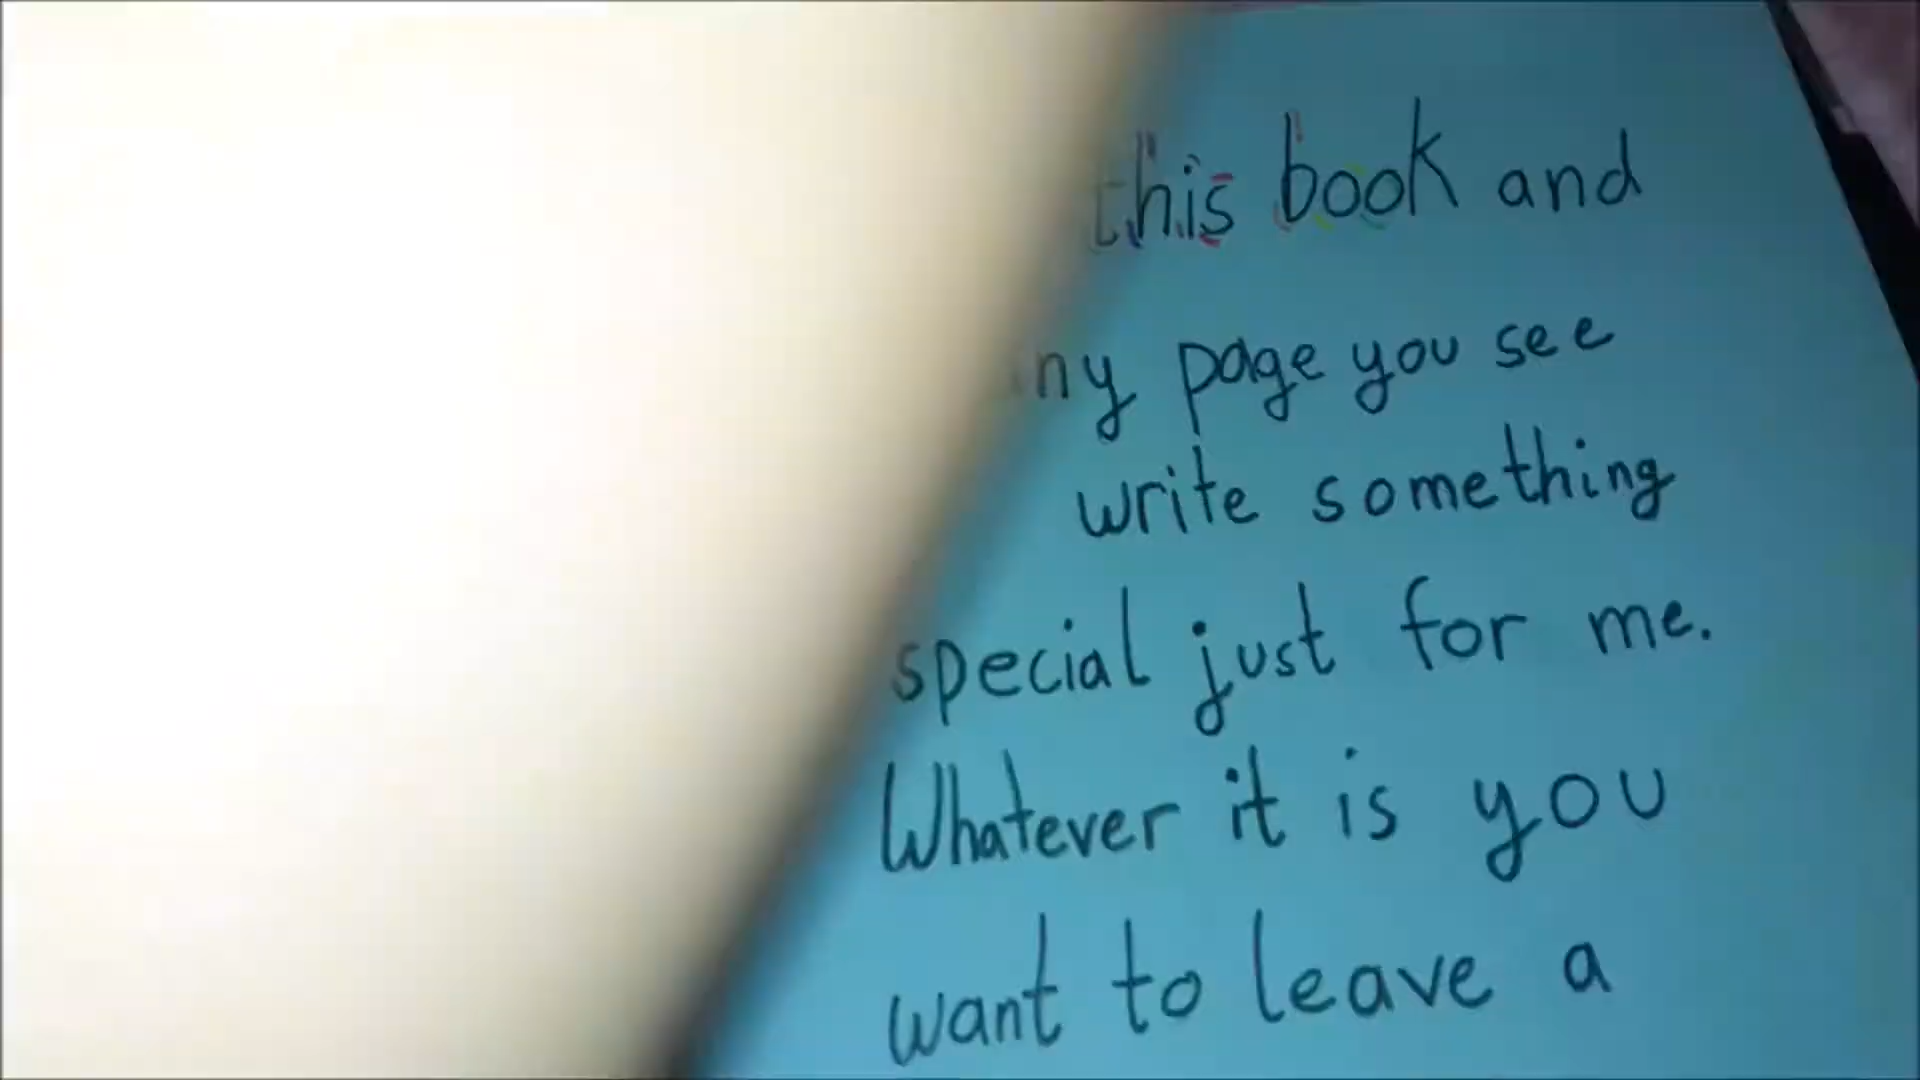 this book and
page you see
write something
special just for me.
Whatever it is you
want to leave a